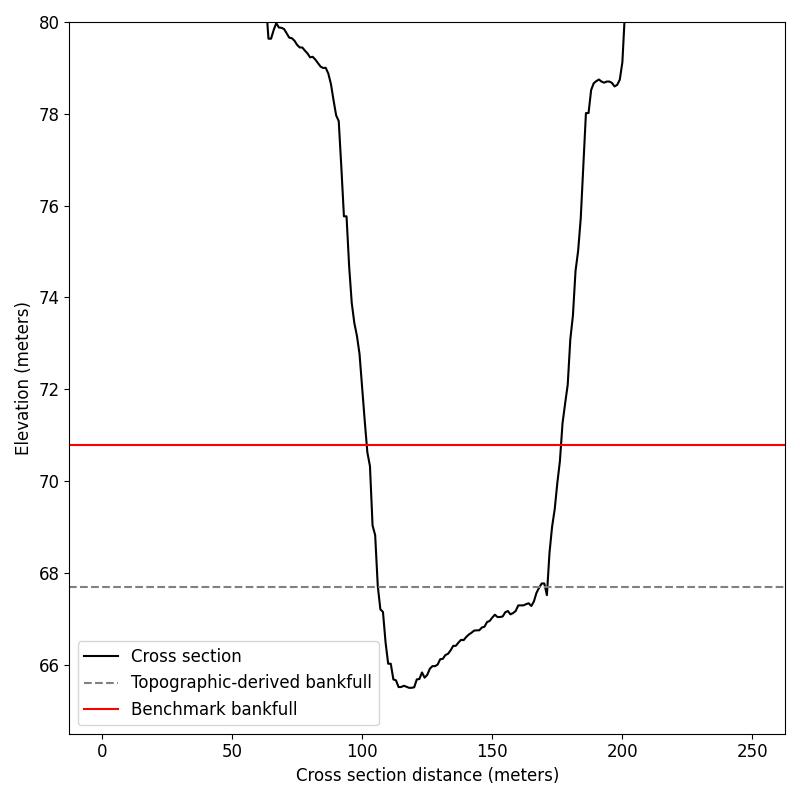 80
78
76
74
72
70
68
66
Elevation (meters)
Cross section
Topographic-derived bankfull
Benchmark bankfull
0 50 100 150 200 250
Cross section distance (meters)